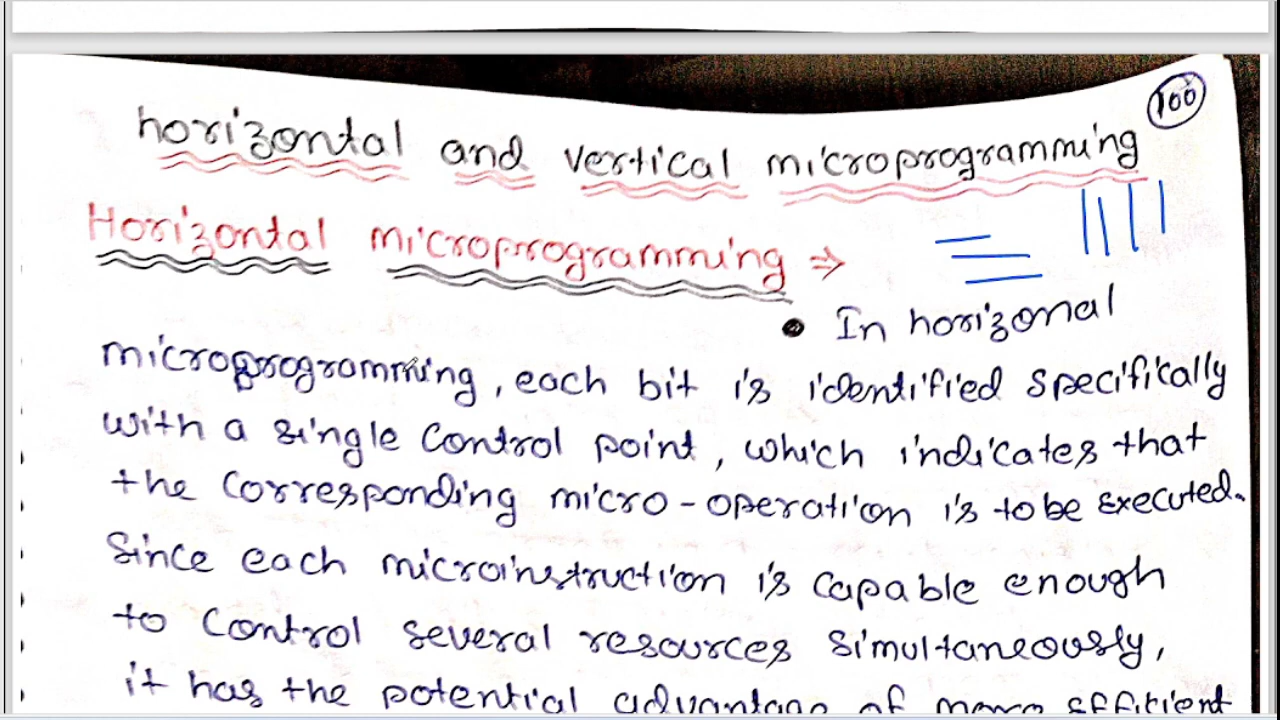 100
horizontal and vertical microprogramming
Horizontal microprogramming ⇒
• In horizonal
microprogramming, each bit is identified specifically
with a single control point, which indicates that
the corresponding micro-operation is to be executed.
Since each microinstruction is capable enough
to control several resources simultaneously,
it has the potential advantage of more efficient